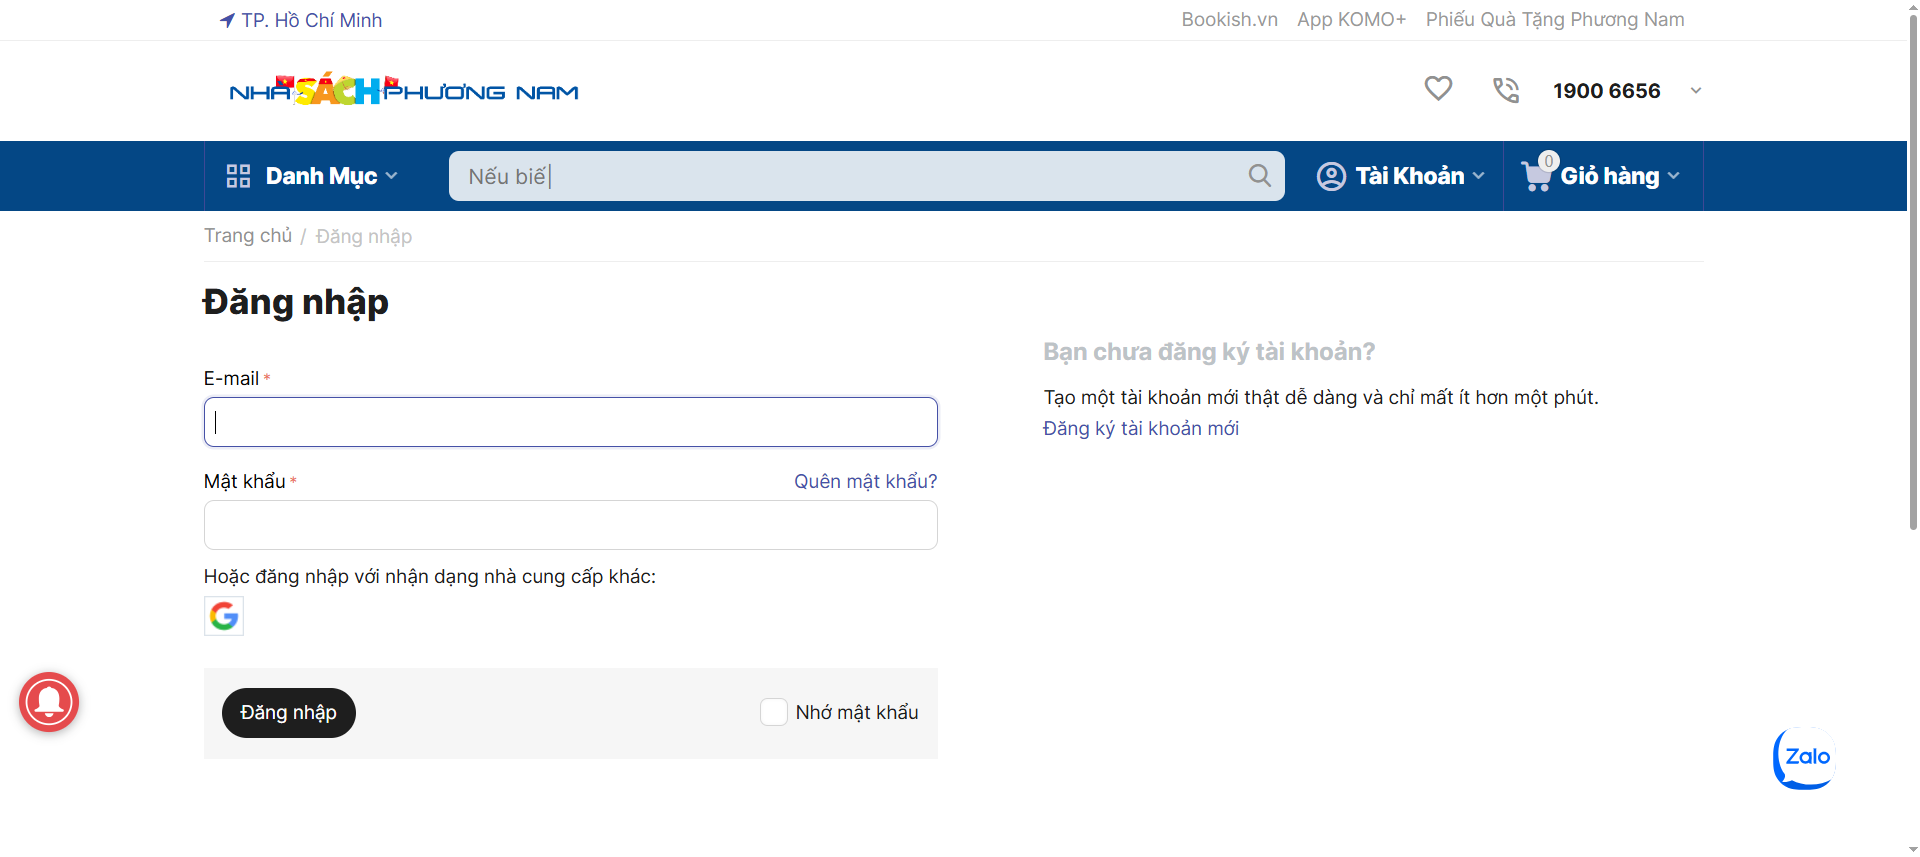 TP. Hồ Chí Minh
Bookish.vn App KOMO+ Phiếu Quà Tặng Phương Nam
NHÀ SÁCH PHƯƠNG NAM
1900 6656
Danh Mục
Nếu biế
Tài Khoản
0
Giỏ hàng
Trang chủ / Đăng nhập
Đăng nhập
Bạn chưa đăng ký tài khoản?
E-mail *
Tạo một tài khoản mới thật dễ dàng và chỉ mất ít hơn một phút.
Đăng ký tài khoản mới
Mật khẩu *
Quên mật khẩu?
Hoặc đăng nhập với nhận dạng nhà cung cấp khác:
Đăng nhập
Nhớ mật khẩu
Zalo